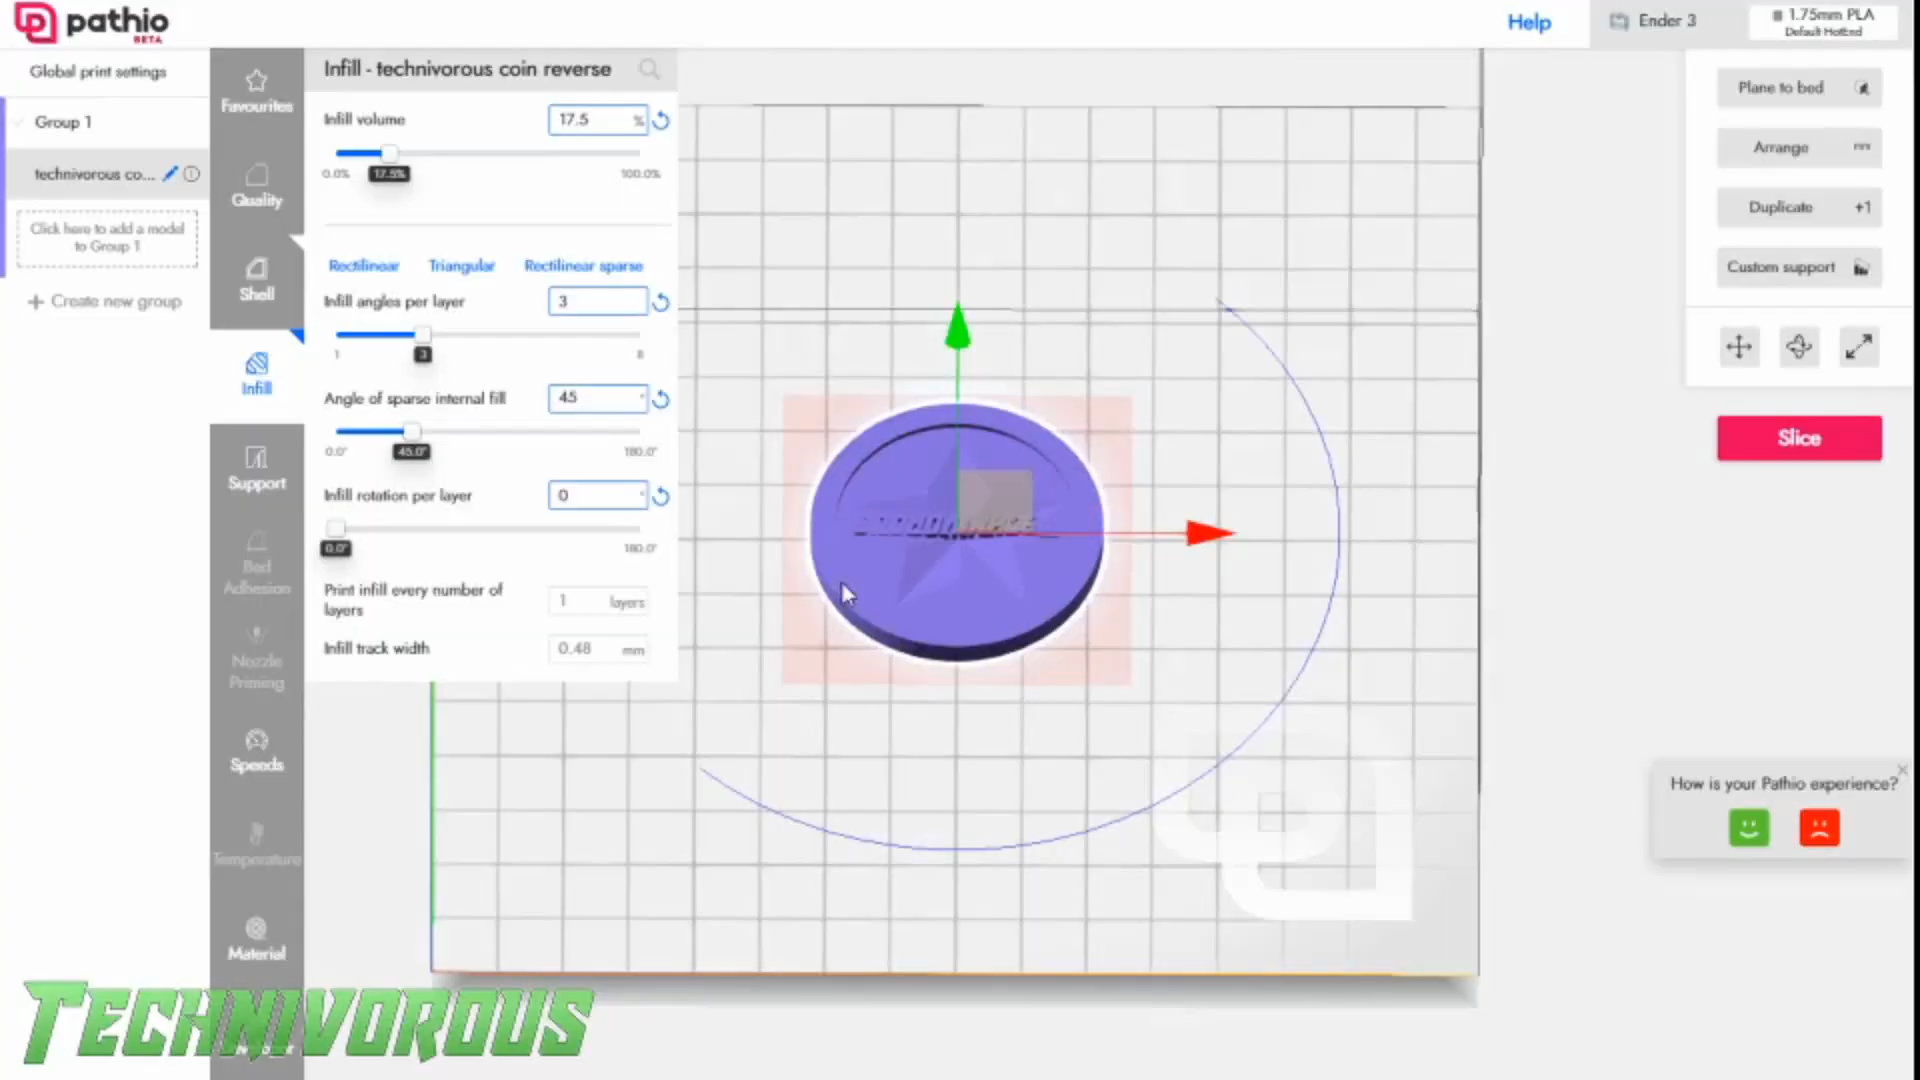 pathio
BETA
Help
Ender 3
1.75mm PLA
Default HotEnd
Global print settings
Group 1
technivorous co...
Click here to add a model
to Group 1
+ Create new group
Favourites
Quality
Shell
Infill
Support
Bed
Adhesion
Nozzle
Priming
Speeds
Temperature
Material
Infill - technivorous coin reverse
Infill volume
17.5 %
17.5%
0.0%
100.0%
Rectilinear
Triangular
Rectilinear sparse
Infill angles per layer
3
1
3
8
Angle of sparse internal fill
45 °
0.0°
45.0°
180.0°
Infill rotation per layer
0 °
0.0°
180.0°
Print infill every number of
layers
1 layers
Infill track width
0.48 mm
Plane to bed
Arrange
Duplicate +1
Custom support
Slice
How is your Pathio experience?
TECHNIVOROUS